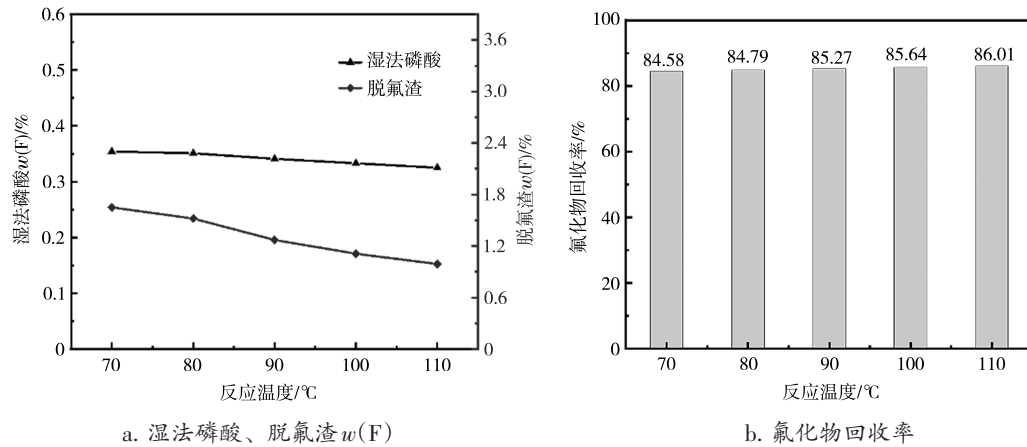 0.6
0.5
0.4
0.3
0.2
0.1
0
湿法磷酸w(F)/%
湿法磷酸
脱氟渣
3.6
3.0
2.4
1.8
1.2
0.6
0
脱氟渣w(F)/%
70 80 90 100 110
反应温度/℃
a. 湿法磷酸、脱氟渣w(F)
100
80
60
40
20
0
氟化物回收率/%
84.58 84.79 85.27 85.64 86.01
70 80 90 100 110
反应温度/℃
b. 氟化物回收率